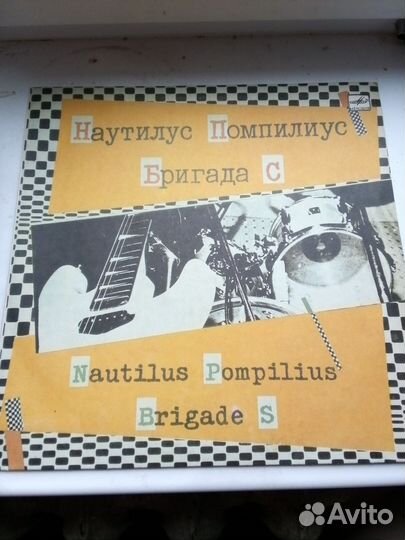 Наутилус Помпилиус
Бригада С
Nautilus Pompilius
Brigade S
Avito